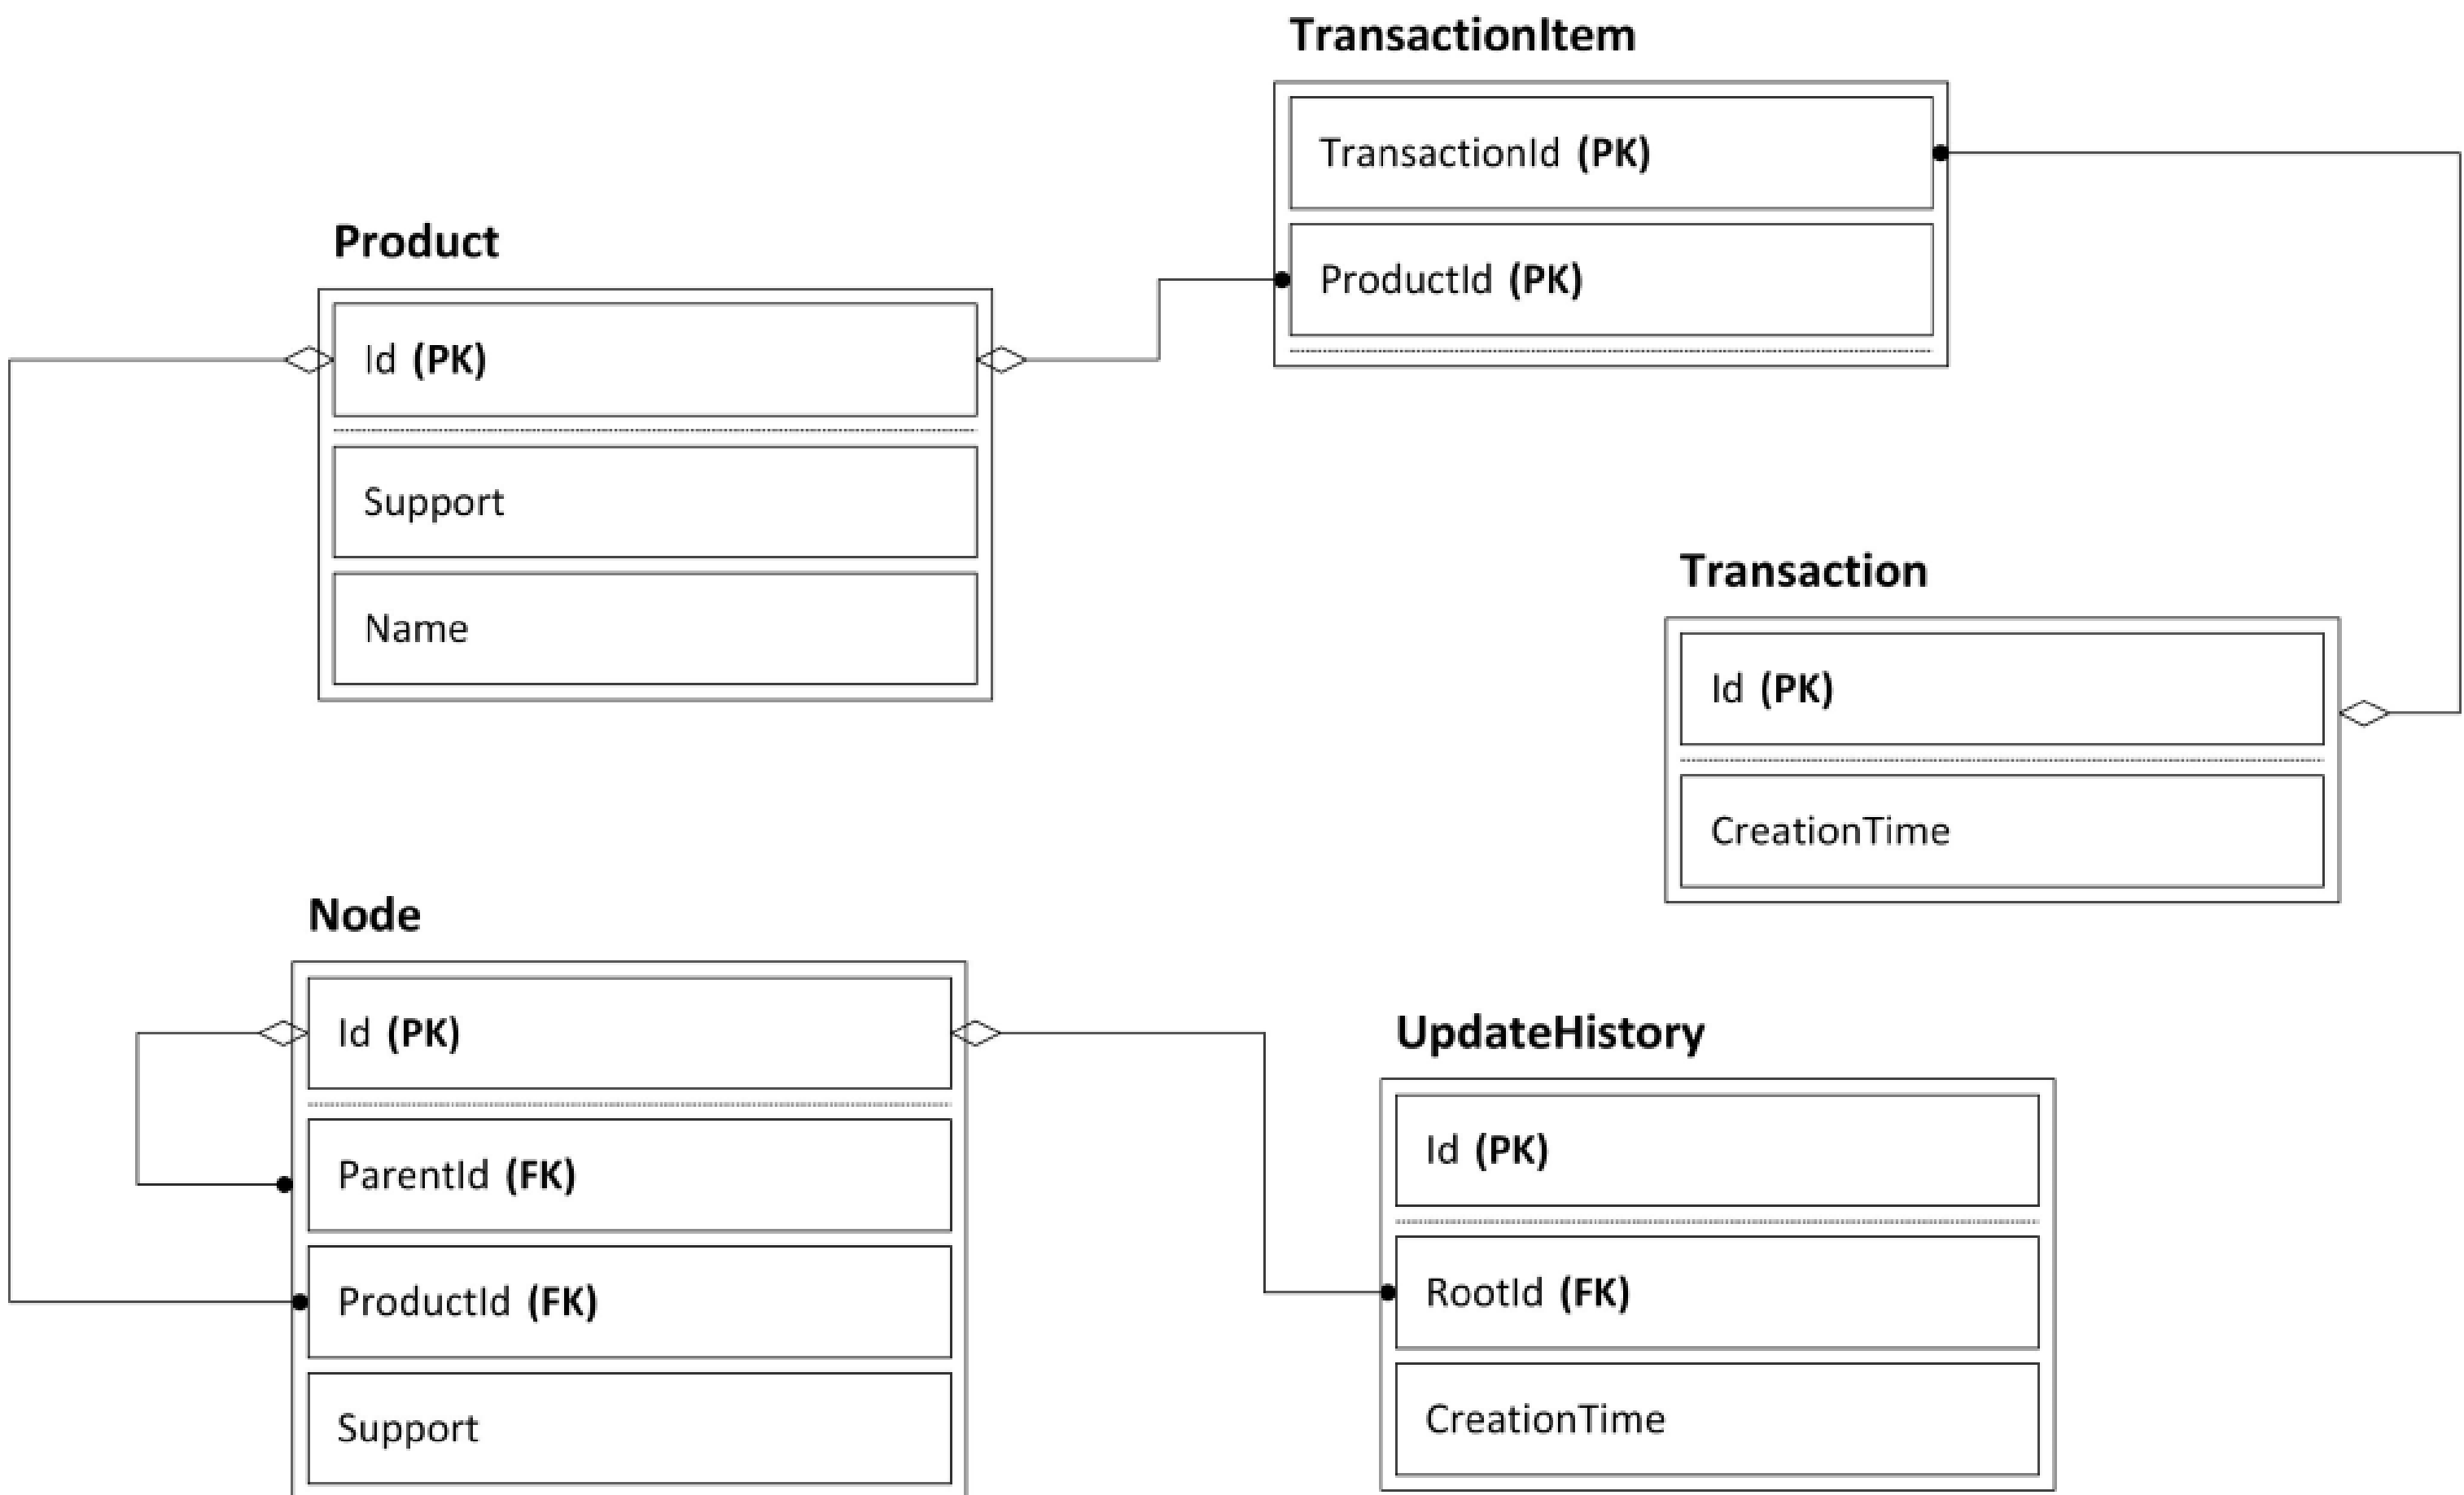 TransactionItem
TransactionId (PK)
ProductId (PK)
Product
Id (PK)
Support
Name
Transaction
Id (PK)
CreationTime
Node
Id (PK)
ParentId (FK)
ProductId (FK)
Support
UpdateHistory
Id (PK)
RootId (FK)
CreationTime